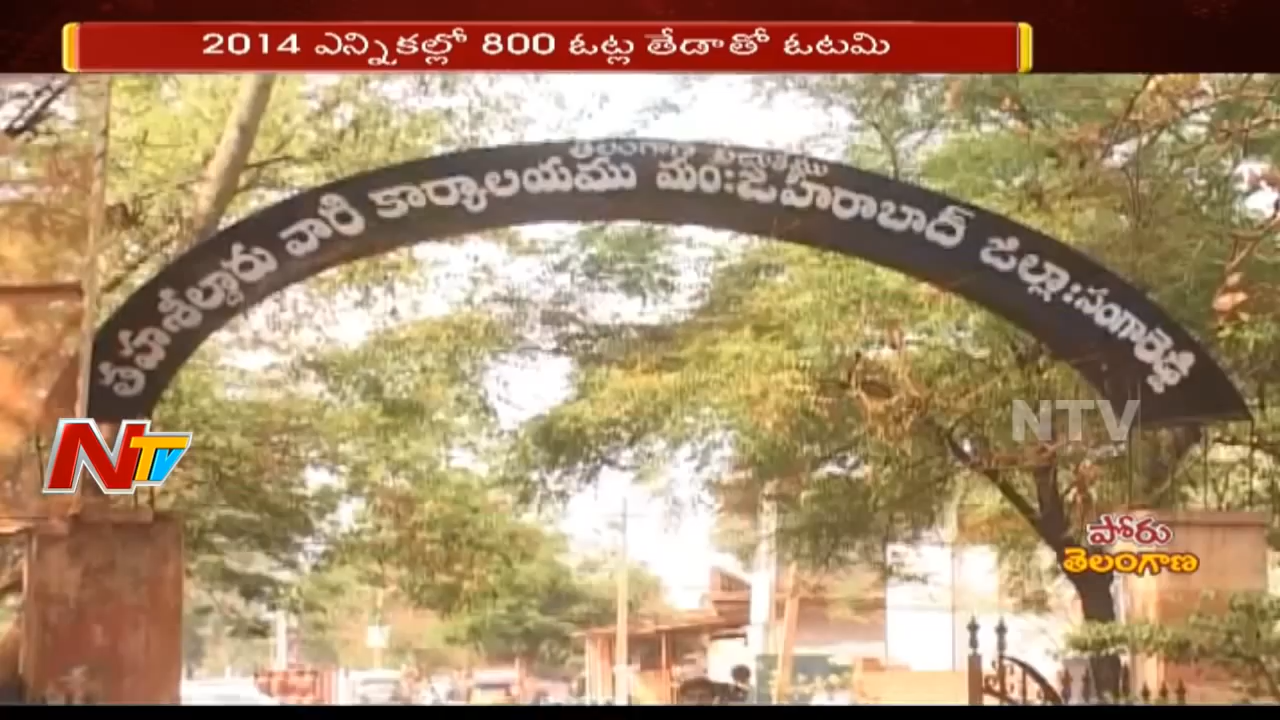 2014 ఎన్నికల్లో 800 ఓట్ల తేడాతో ఓటమి
తెలంగాణ
తహశీల్దారు వారి కార్యాలయము మం:జహీరాబాద్ జిల్లా:సంగారెడ్డి
NTV
NTV
పోరు
తెలంగాణ